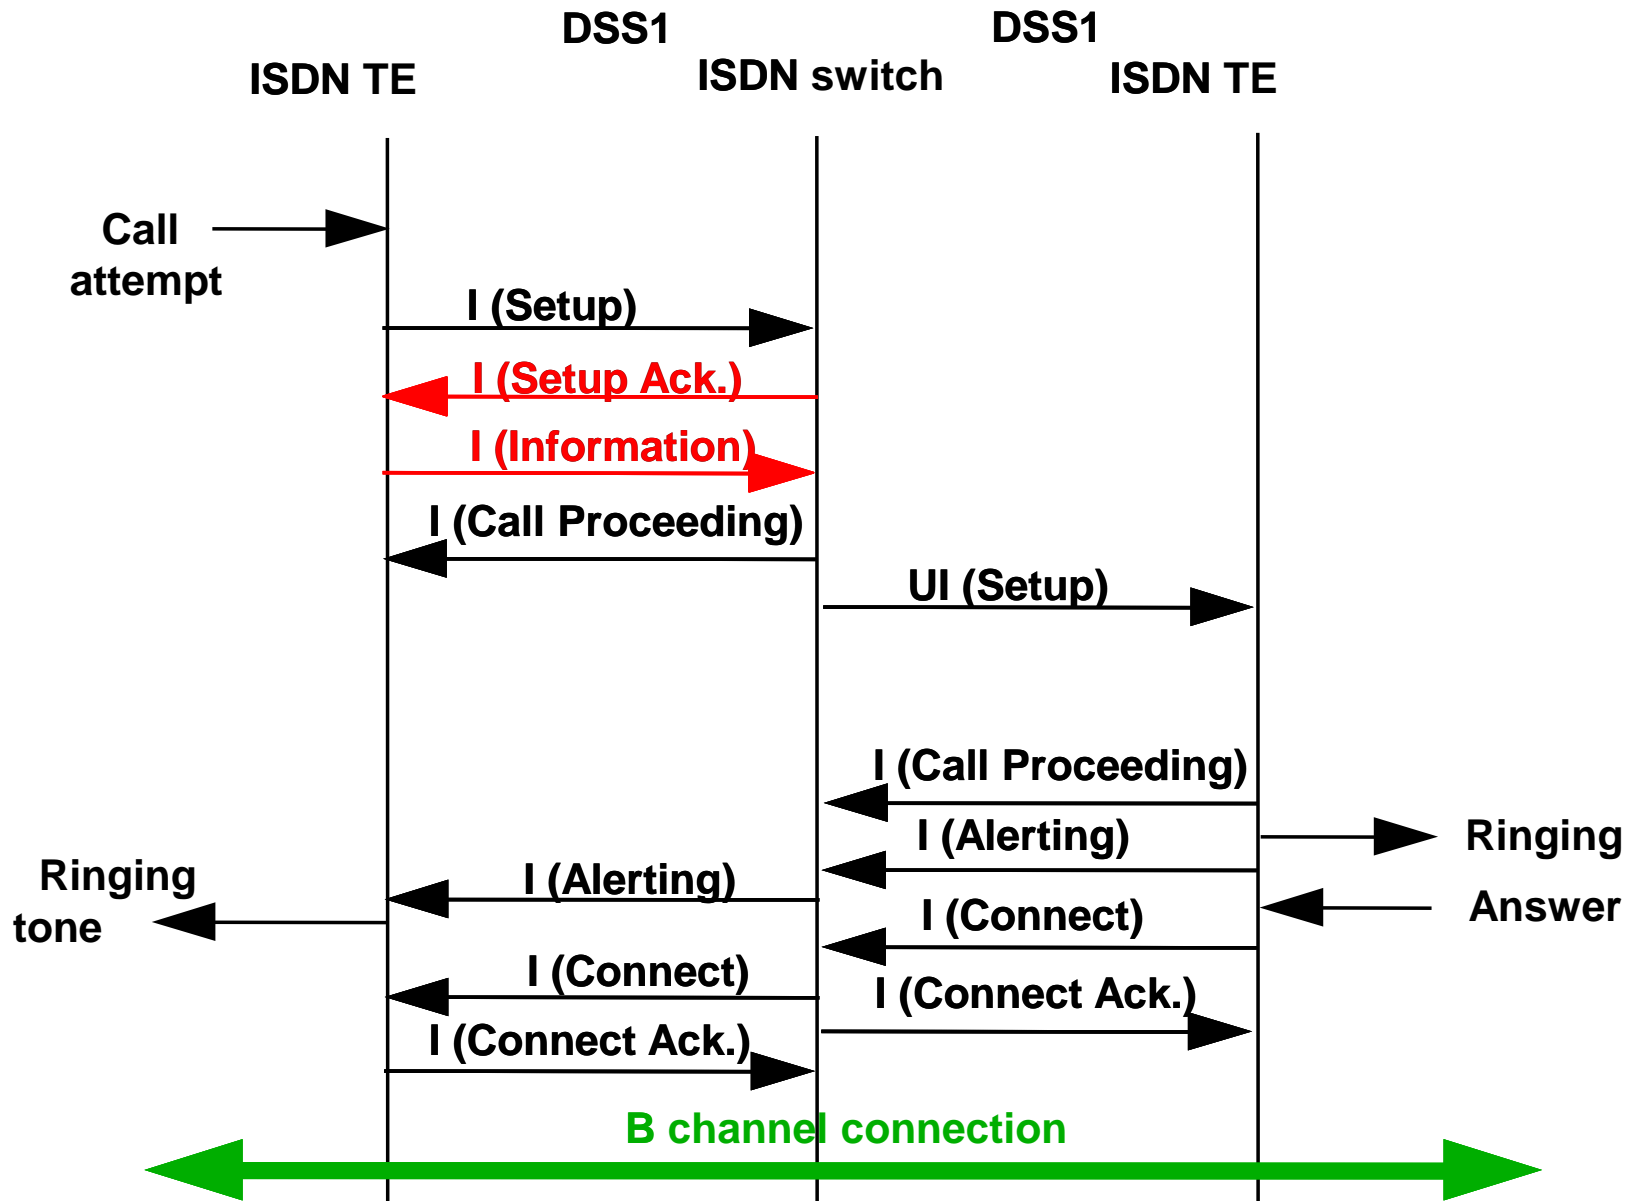 DSS1
DSS1
ISDN TE
ISDN switch
ISDN TE
Call
attempt
I (Setup)
I (Setup Ack.)
I (Information)
I (Call Proceeding)
UI (Setup)
I (Call Proceeding)
I (Alerting)
Ringing
Ringing
tone
I (Alerting)
Answer
I (Connect)
I (Connect)
I (Connect Ack.)
I (Connect Ack.)
B channel connection